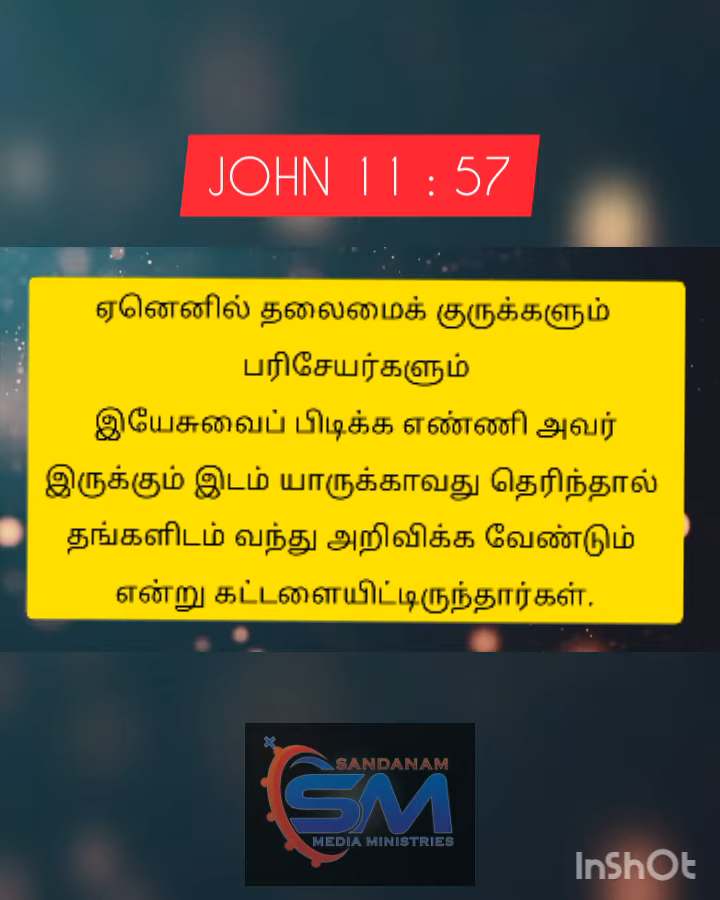 JOHN 11 : 57
ஏனெனில் தலைமைக் குருக்களும்
பரிசேயர்களும்
இயேசுவைப் பிடிக்க எண்ணி அவர்
இருக்கும் இடம் யாருக்காவது தெரிந்தால்
தங்களிடம் வந்து அறிவிக்க வேண்டும்
என்று கட்டளையிட்டிருந்தார்கள்.
SANDANAM
SM
MEDIA MINISTRIES
InShOt